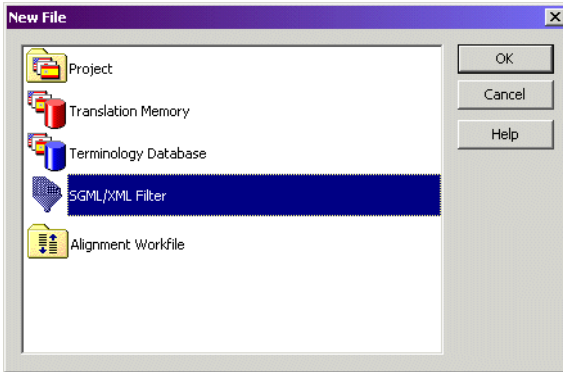 New File
Project
Translation Memory
Terminology Database
SGML/XML Filter
Alignment Workfile
OK
Cancel
Help